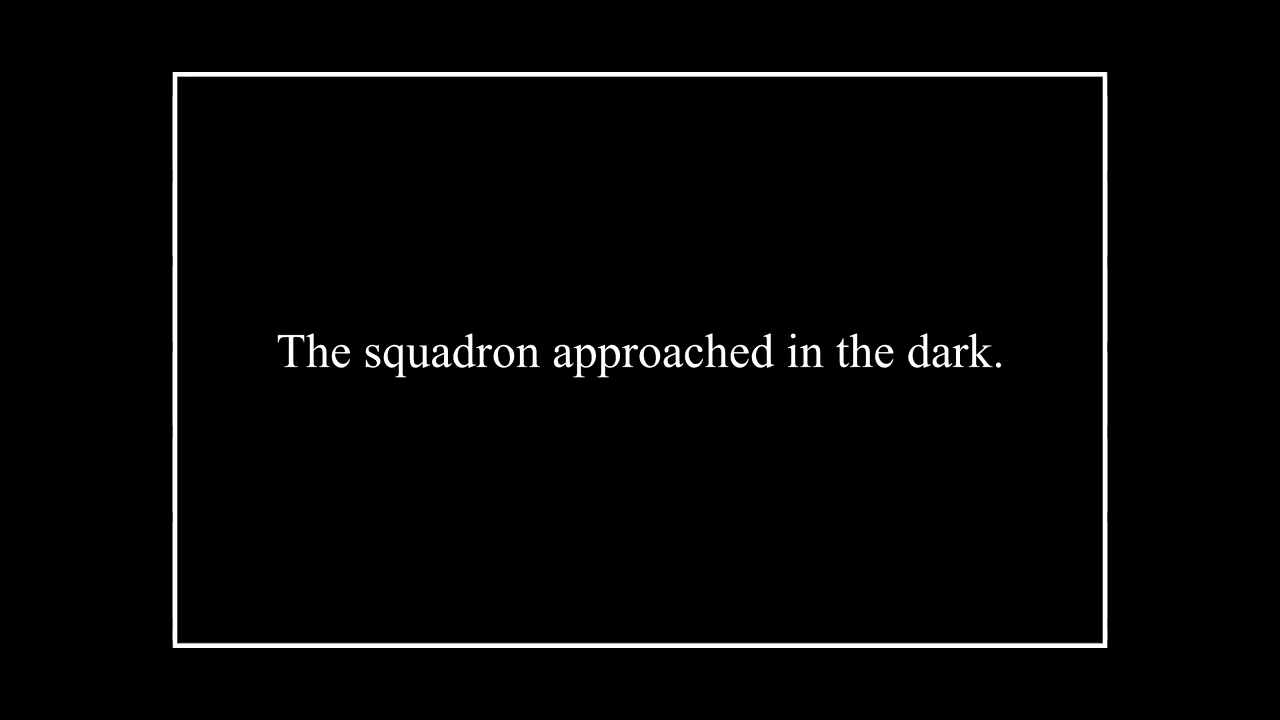 The squadron approached in the dark.